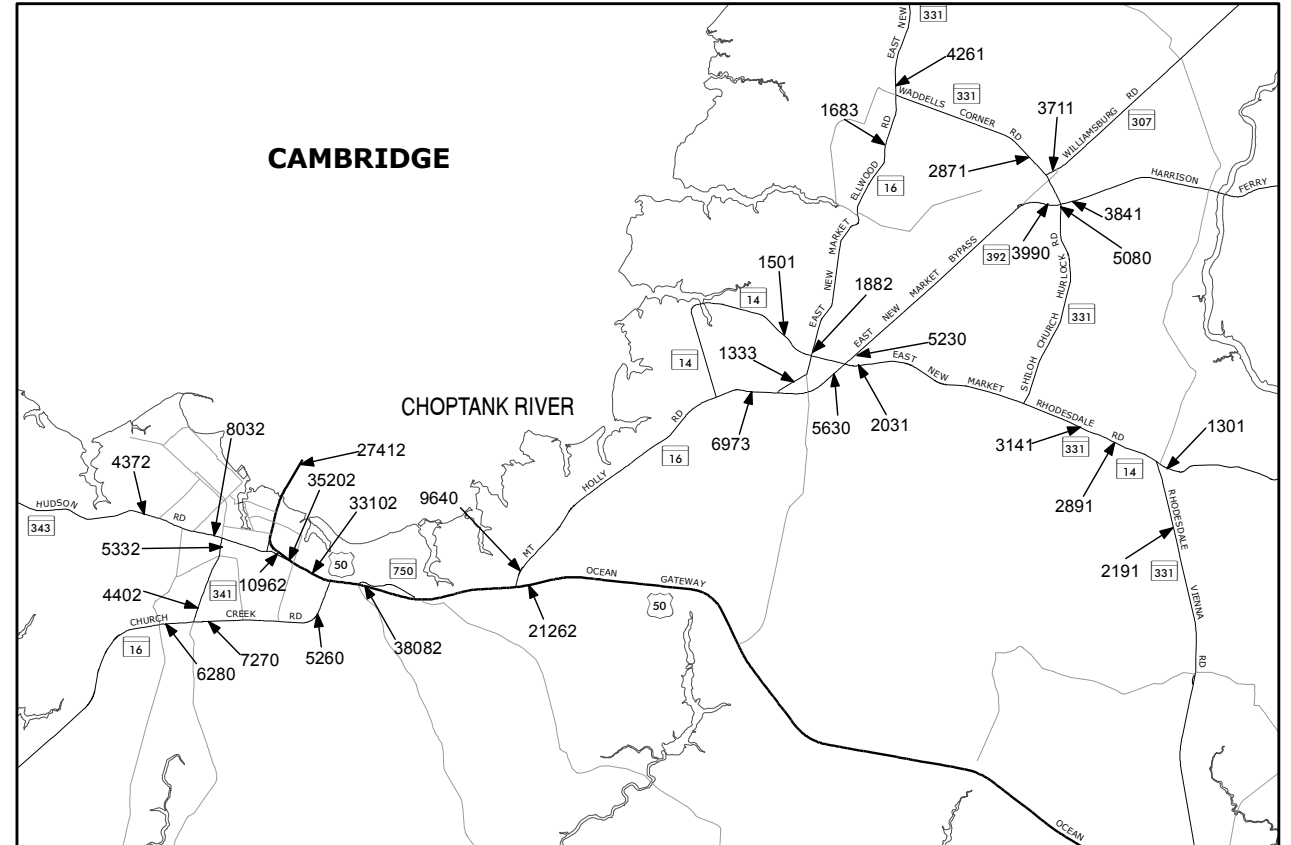 331
EAST NEW
4261
WADDELLS CORNER RD
331
3711
WILLIAMSBURG RD
307
1683
RD
CAMBRIDGE
2871
ELLWOOD
16
HARRISON FERRY
3841
3990
5080
392
EAST NEW MARKET
EAST NEW MARKET BYPASS
SHILOH CHURCH HURLOCK RD
331
1501
14
1882
5230
1333
14
EAST NEW MARKET
RHODESDALE RD
CHOPTANK RIVER
MT HOLLY RD
6973
16
5630
2031
3141
331
14
1301
2891
8032
27412
4372
35202
33102
9640
HUDSON RD
343
5332
10962
50
750
OCEAN GATEWAY
50
RHODESDALE VIENNA RD
2191
331
4402
341
CHURCH CREEK RD
16
6280
7270
5260
38082
21262
OCEAN